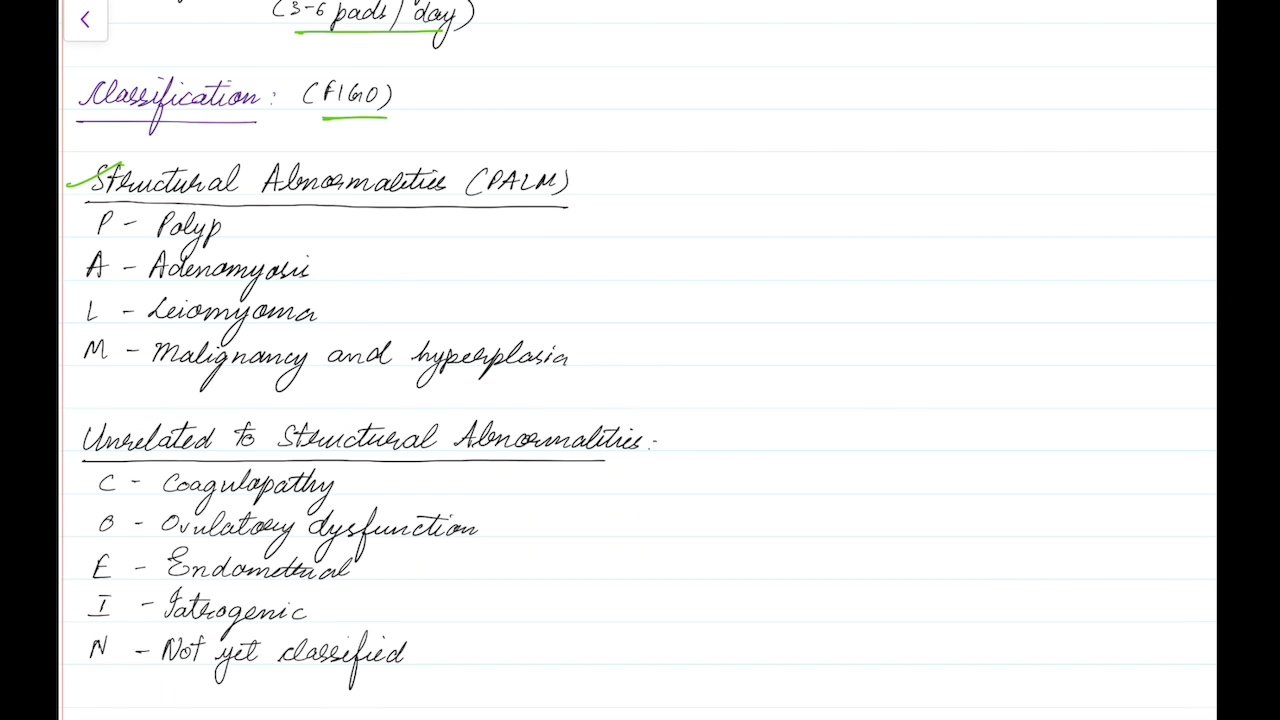 (3-6 pads/day)
Classification: (FIGO)
Structural Abnormalities (PALM)
P - Polyp
A - Adenomyosis
L - Leiomyoma
M - Malignancy and hyperplasia
Unrelated to Structural Abnormalities:
C - Coagulopathy
O - Ovulatory dysfunction
E - Endometrial
I - Iatrogenic
N - Not yet classified